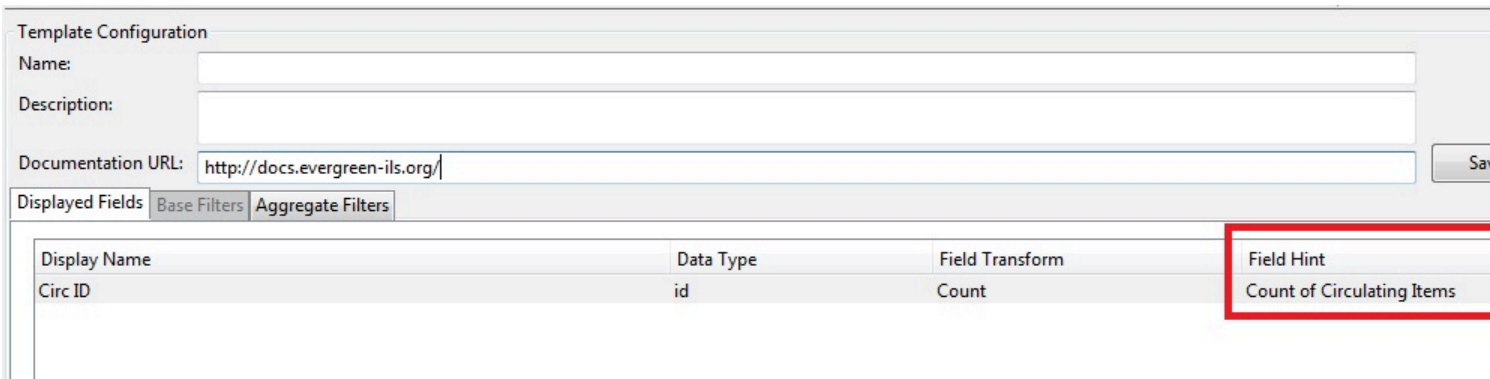 Template Configuration
Name:
Description:
Documentation URL: http://docs.evergreen-ils.org/
Displayed Fields Base Filters Aggregate Filters
Display Name Data Type Field Transform Field Hint
Circ ID id Count Count of Circulating Items